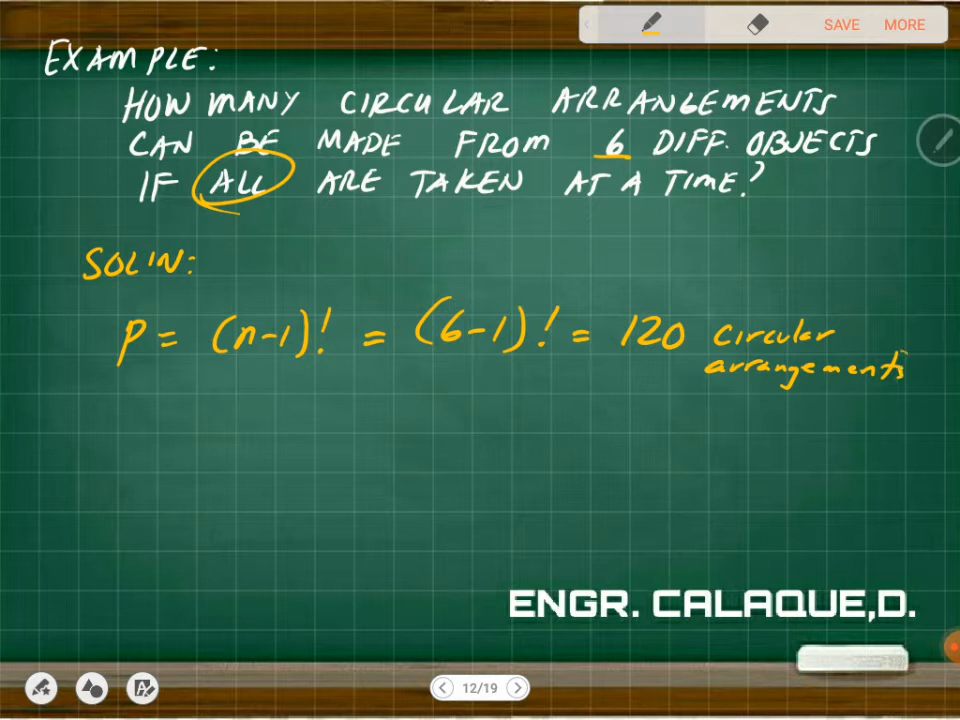 SAVE MORE
EXAMPLE:
HOW MANY CIRCULAR ARRANGEMENTS
CAN BE MADE FROM 6 DIFF. OBJECTS
IF ALL ARE TAKEN AT A TIME?
SOL'N:
P = (n-1)! = (6-1)! = 120 circular
arrangements
ENGR. CALAQUE,D.
12/19